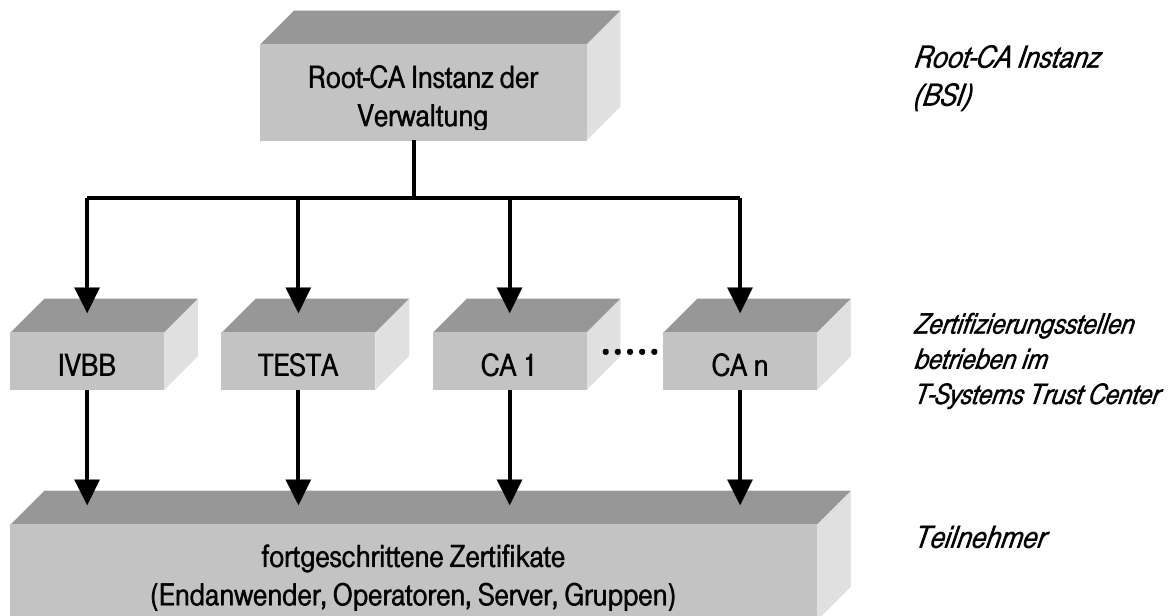 Root-CA Instanz der
Verwaltung
Root-CA Instanz
(BSI)
IVBB
TESTA
CA 1
.....
CA n
Zertifizierungsstellen
betrieben im
T-Systems Trust Center
fortgeschrittene Zertifikate
(Endanwender, Operatoren, Server, Gruppen)
Teilnehmer